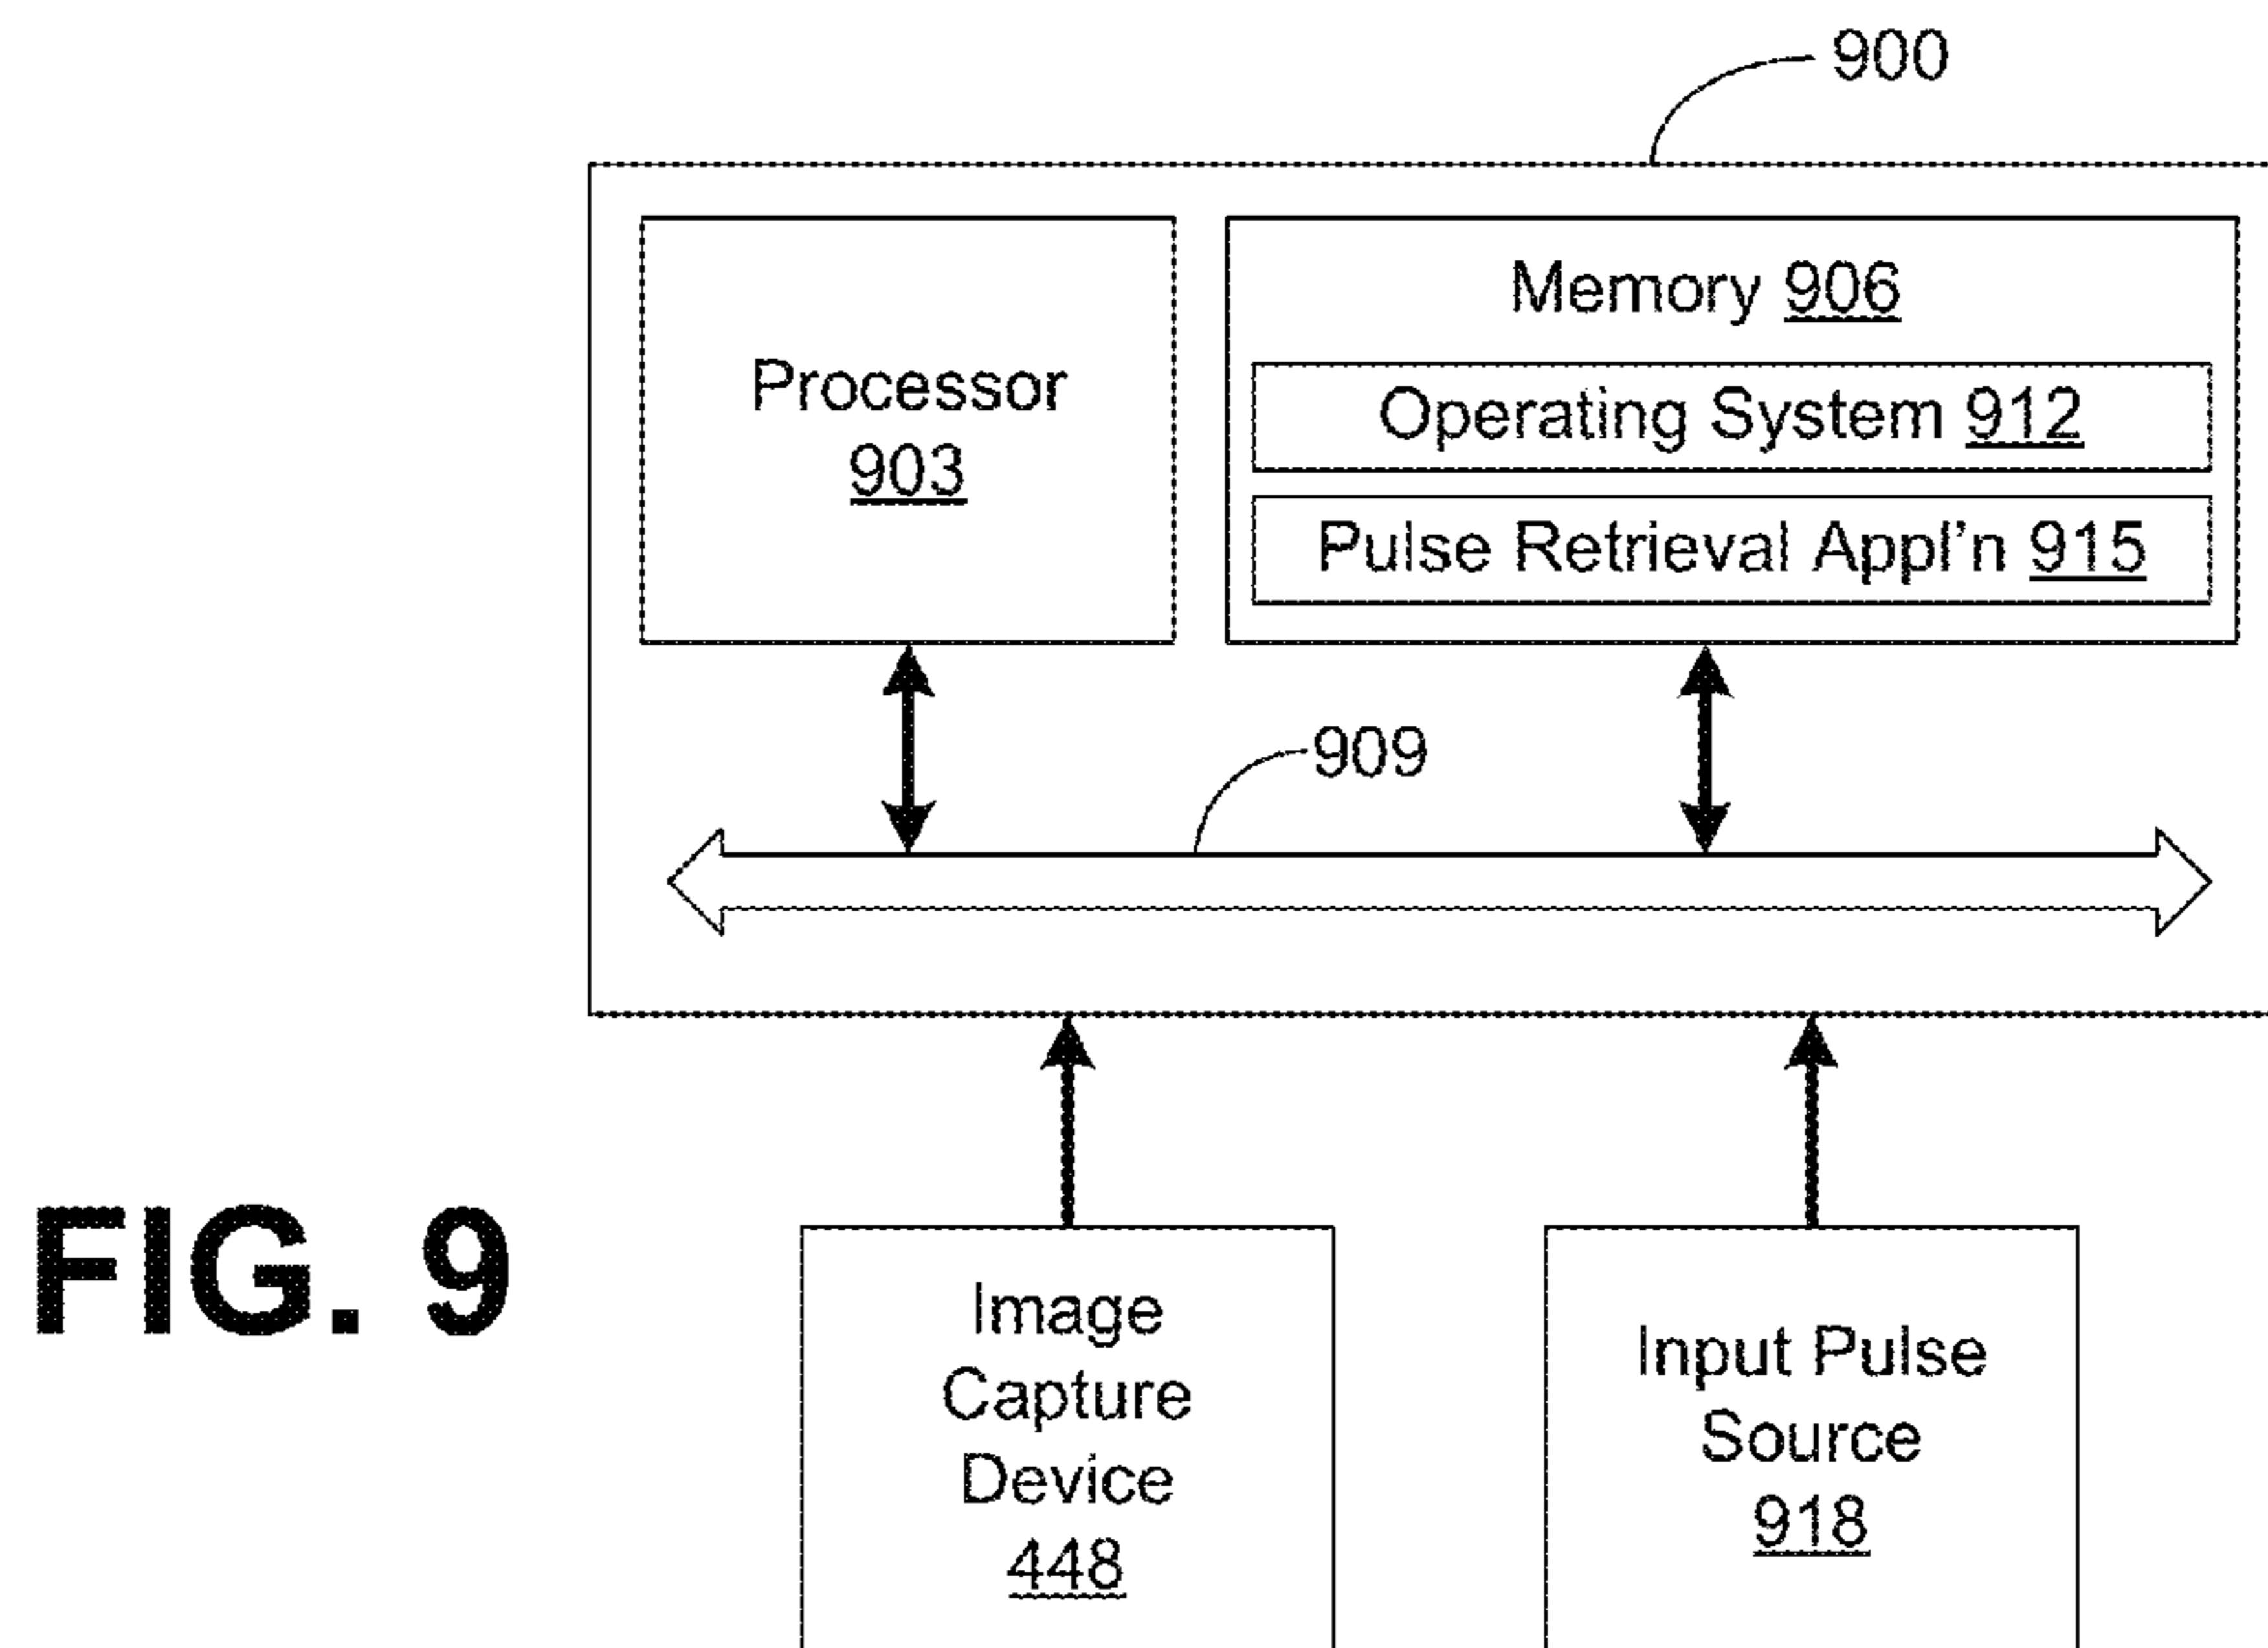 900
Memory 906
Processor
903
Operating System 912
Pulse Retrieval Appl'n 915
909
FIG. 9
Image
Capture
Device
448
Input Pulse
Source
918